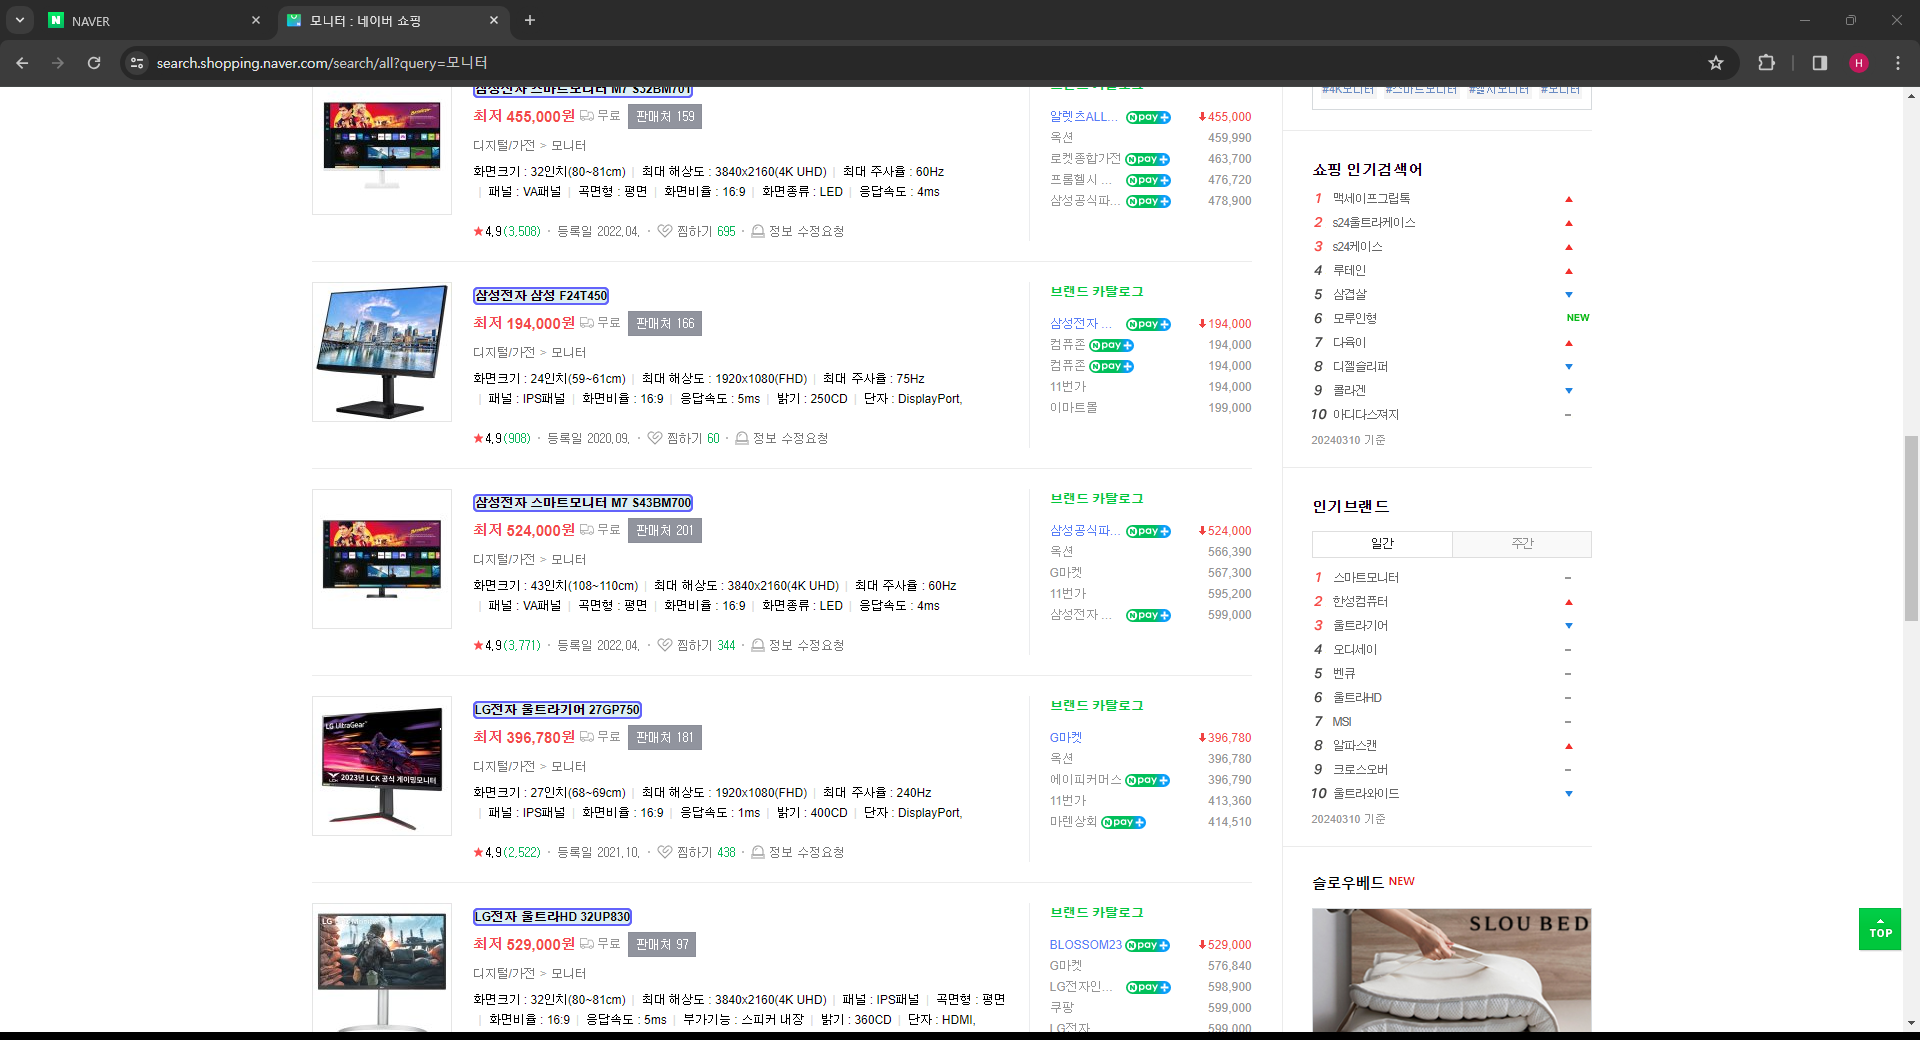 NAVER
모니터 : 네이버 쇼핑
search.shopping.naver.com/search/all?query=모니터
H
삼성전자 스마트모니터 M7 S32BM701
최저 455,000원 무료 판매처 159
디지털/가전 > 모니터
화면크기 : 32인치(80~81cm) | 최대 해상도 : 3840x2160(4K UHD) | 최대 주사율 : 60Hz
| 패널 : VA패널 | 곡면형 : 평면 | 화면비율 : 16:9 | 화면종류 : LED | 응답속도 : 4ms
★4.9(3,508) · 등록일 2022.04. · 찜하기 695 · 정보 수정요청
브랜드 카탈로그
알렛츠ALL... N pay+ 455,000
옥션 459,990
로켓종합가전 N pay+ 463,700
프롬헬시 ... N pay+ 476,720
삼성공식파... N pay+ 478,900
삼성전자 삼성 F24T450
최저 194,000원 무료 판매처 166
디지털/가전 > 모니터
화면크기 : 24인치(59~61cm) | 최대 해상도 : 1920x1080(FHD) | 최대 주사율 : 75Hz
| 패널 : IPS패널 | 화면비율 : 16:9 | 응답속도 : 5ms | 밝기 : 250CD | 단자 : DisplayPort,
★4.9(908) · 등록일 2020.09. · 찜하기 60 · 정보 수정요청
브랜드 카탈로그
삼성전자 ... N pay+ 194,000
컴퓨존 N pay+ 194,000
컴퓨존 N pay+ 194,000
11번가 194,000
이마트몰 199,000
삼성전자 스마트모니터 M7 S43BM700
최저 524,000원 무료 판매처 201
디지털/가전 > 모니터
화면크기 : 43인치(108~110cm) | 최대 해상도 : 3840x2160(4K UHD) | 최대 주사율 : 60Hz
| 패널 : VA패널 | 곡면형 : 평면 | 화면비율 : 16:9 | 화면종류 : LED | 응답속도 : 4ms
★4.9(3,771) · 등록일 2022.04. · 찜하기 344 · 정보 수정요청
브랜드 카탈로그
삼성공식파... N pay+ 524,000
옥션 566,390
G마켓 567,300
11번가 595,200
삼성전자 ... N pay+ 599,000
LG UltraGear™
2023년 LCK 공식 게이밍모니터
LG전자 울트라기어 27GP750
최저 396,780원 무료 판매처 181
디지털/가전 > 모니터
화면크기 : 27인치(68~69cm) | 최대 해상도 : 1920x1080(FHD) | 최대 주사율 : 240Hz
| 패널 : IPS패널 | 화면비율 : 16:9 | 응답속도 : 1ms | 밝기 : 400CD | 단자 : DisplayPort,
★4.9(2,522) · 등록일 2021.10. · 찜하기 438 · 정보 수정요청
브랜드 카탈로그
G마켓 396,780
옥션 396,780
에이피커머스 N pay+ 396,790
11번가 413,360
마렌상회 N pay+ 414,510
LG전자 울트라HD 32UP830
최저 529,000원 무료 판매처 97
디지털/가전 > 모니터
화면크기 : 32인치(80~81cm) | 최대 해상도 : 3840x2160(4K UHD) | 패널 : IPS패널 | 곡면형 : 평면
| 화면비율 : 16:9 | 응답속도 : 5ms | 부가기능 : 스피커 내장 | 밝기 : 360CD | 단자 : HDMI,
브랜드 카탈로그
BLOSSOM23 N pay+ 529,000
G마켓 576,840
LG전자인... N pay+ 598,900
쿠팡 599,000
LG전자 599,000
#4K모니터 #스마트모니터 #델시모니터 #모니터
쇼핑 인기검색어
1 맥세이프그립톡
2 s24울트라케이스
3 s24케이스
4 루테인
5 삼겹살
6 모루인형 NEW
7 다육이
8 디젤슬리퍼
9 콜라겐
10 아디다스져지
20240310 기준
인기브랜드
일간 주간
1 스마트모니터
2 한성컴퓨터
3 울트라기어
4 오디세이
5 벤큐
6 울트라HD
7 MSI
8 알파스캔
9 크로스오버
10 울트라와이드
20240310 기준
슬로우베드 NEW
SLOU BED
TOP